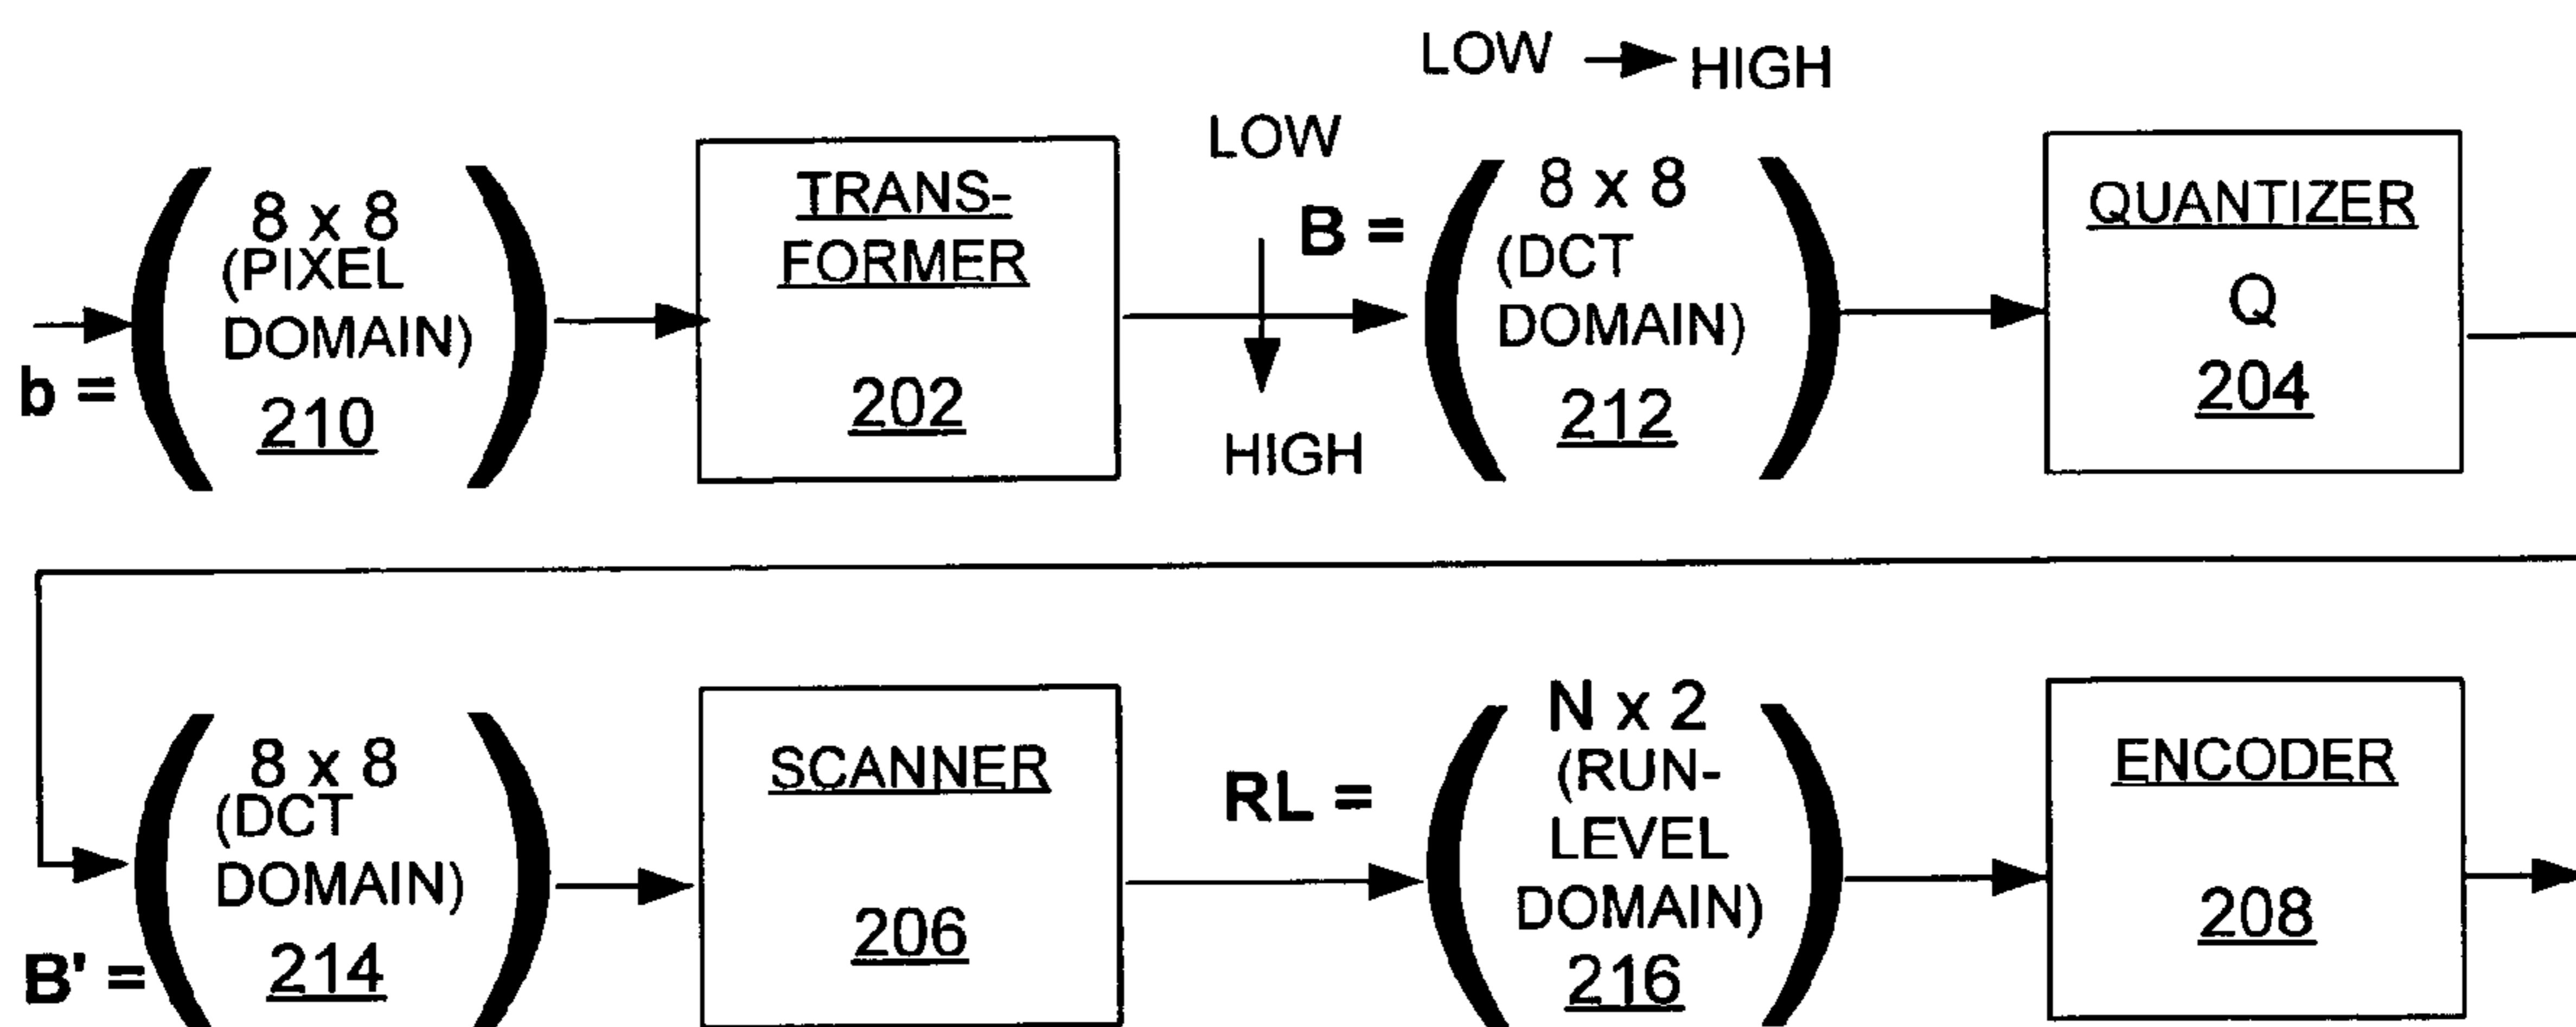 LOW → HIGH
LOW
b =
8 x 8
(PIXEL
DOMAIN)
210
TRANS-
FORMER
202
HIGH
B =
8 x 8
(DCT
DOMAIN)
212
QUANTIZER
Q
204
B' =
8 x 8
(DCT
DOMAIN)
214
SCANNER
206
RL =
N x 2
(RUN-
LEVEL
DOMAIN)
216
ENCODER
208